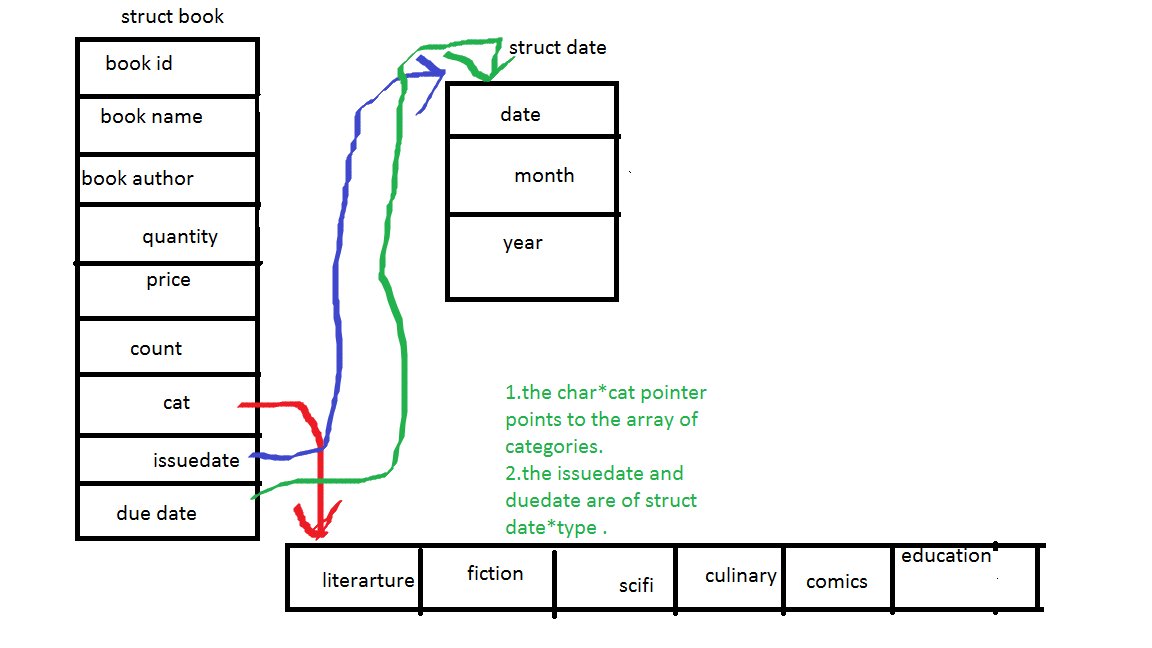 struct book
book id
book name
book author
quantity
price
count
cat
issuedate
due date
struct date
date
month
year
1.the char*cat pointer
points to the array of
categories.
2.the issuedate and
duedate are of struct
date*type .
literarture
fiction
scifi
culinary
comics
education